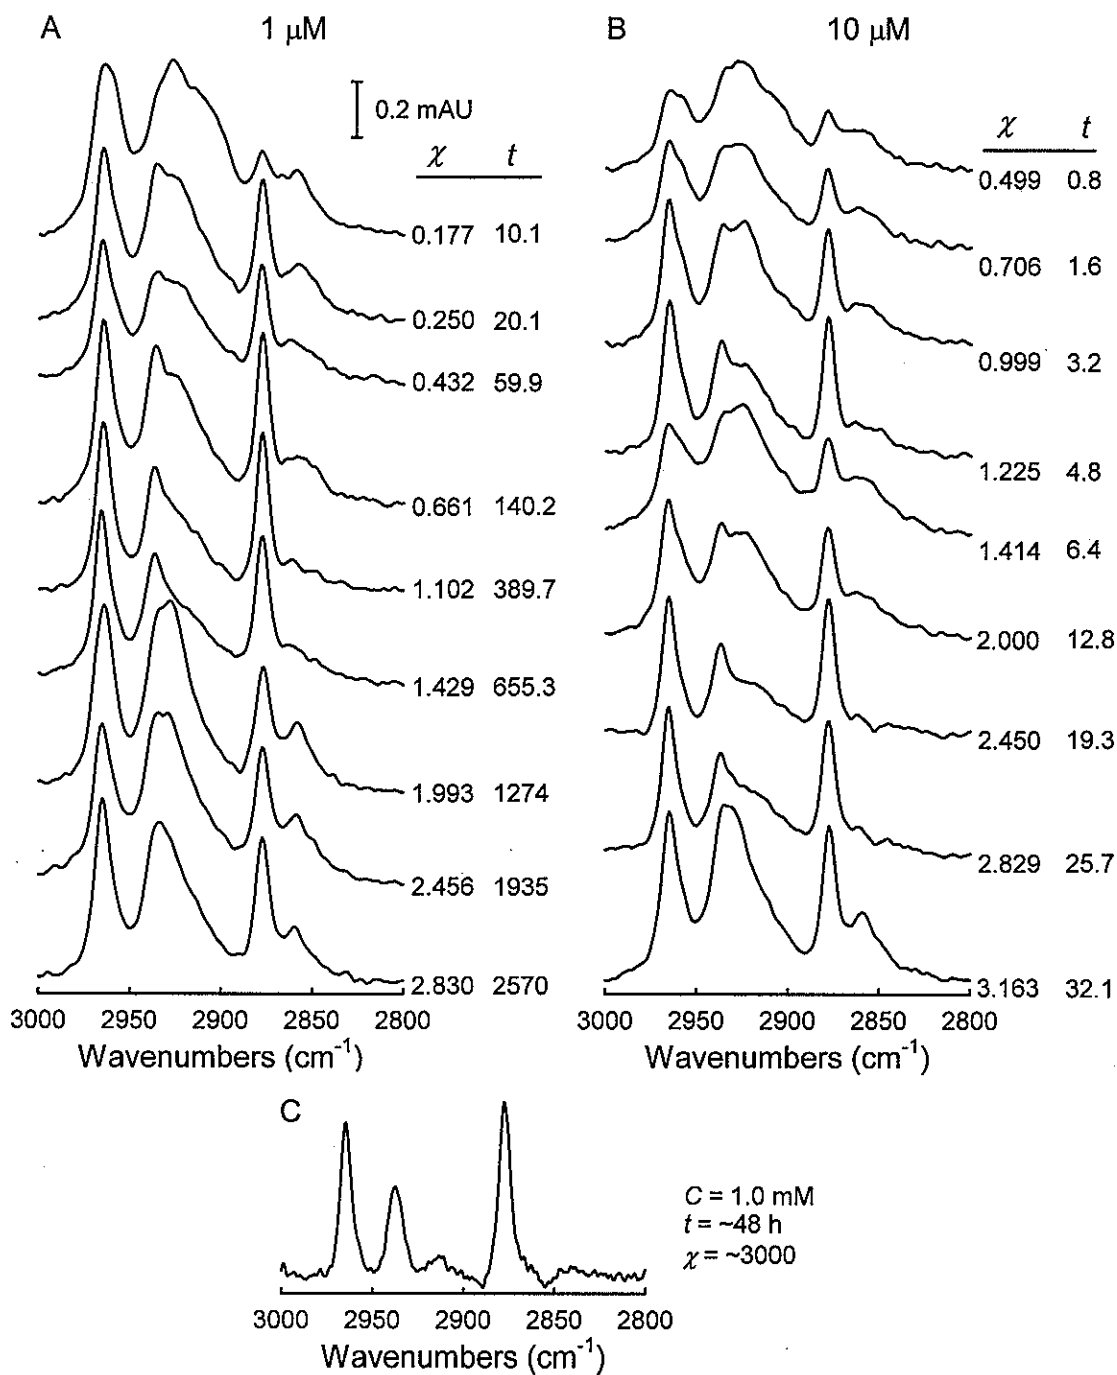 A 1 μM
0.2 mAU
χ t
0.177 10.1
0.250 20.1
0.432 59.9
0.661 140.2
1.102 389.7
1.429 655.3
1.993 1274
2.456 1935
2.830 2570
3000 2950 2900 2850 2800
Wavenumbers (cm⁻¹)
B 10 μM
χ t
0.499 0.8
0.706 1.6
0.999 3.2
1.225 4.8
1.414 6.4
2.000 12.8
2.450 19.3
2.829 25.7
3.163 32.1
3000 2950 2900 2850 2800
Wavenumbers (cm⁻¹)
C
C = 1.0 mM
t = ~48 h
χ = ~3000
3000 2950 2900 2850 2800
Wavenumbers (cm⁻¹)